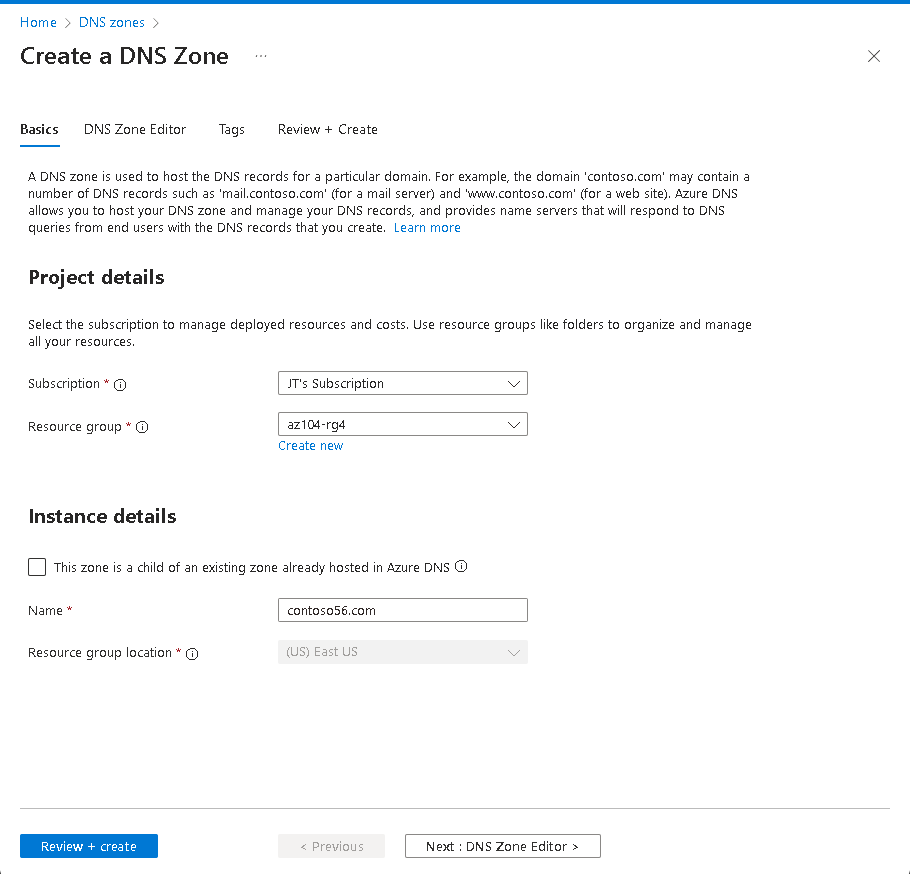 Home > DNS zones >
Create a DNS Zone ...
Basics DNS Zone Editor Tags Review + Create
A DNS zone is used to host the DNS records for a particular domain. For example, the domain 'contoso.com' may contain a
number of DNS records such as 'mail.contoso.com' (for a mail server) and 'www.contoso.com' (for a web site). Azure DNS
allows you to host your DNS zone and manage your DNS records, and provides name servers that will respond to DNS
queries from end users with the DNS records that you create. Learn more
Project details
Select the subscription to manage deployed resources and costs. Use resource groups like folders to organize and manage
all your resources.
Subscription * JT's Subscription
Resource group * az104-rg4
Create new
Instance details
This zone is a child of an existing zone already hosted in Azure DNS
Name * contoso56.com
Resource group location * (US) East US
Review + create < Previous Next : DNS Zone Editor >